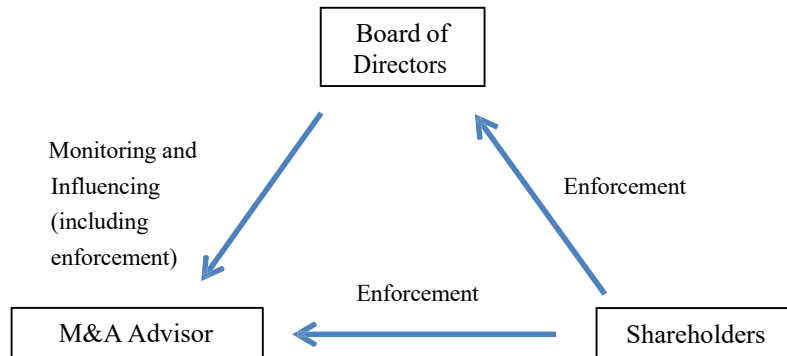 Board of
Directors
Monitoring and
Influencing
(including
enforcement)
Enforcement
Enforcement
M&A Advisor
Shareholders